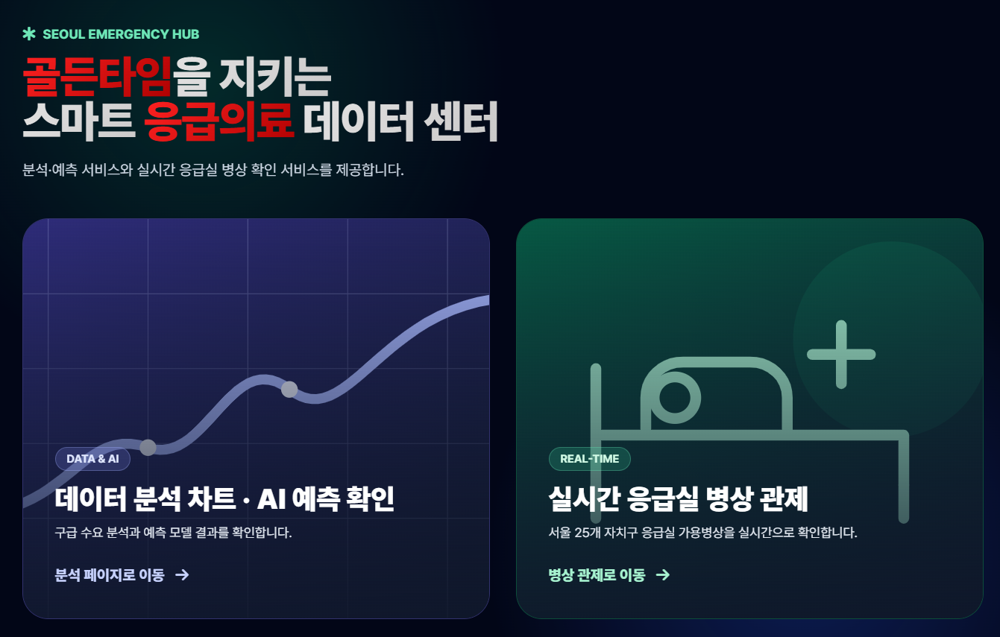 SEOUL EMERGENCY HUB
골든타임을 지키는
스마트 응급의료 데이터 센터
분석·예측 서비스와 실시간 응급실 병상 확인 서비스를 제공합니다.
DATA & AI
데이터 분석 차트 · AI 예측 확인
구급 수요 분석과 예측 모델 결과를 확인합니다.
분석 페이지로 이동 →
REAL-TIME
실시간 응급실 병상 관제
서울 25개 자치구 응급실 가용병상을 실시간으로 확인합니다.
병상 관제로 이동 →